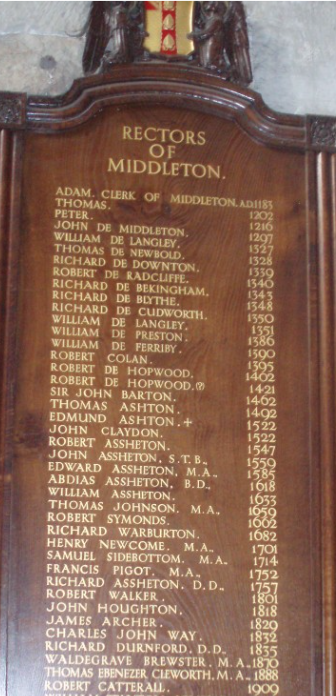 RECTORS
OF
MIDDLETON.
ADAM. CLERK OF MIDDLETON. A.D. 1183
THOMAS. 1202
PETER. 1216
JOHN DE MIDDLETON. 1297
WILLIAM DE LANGLEY. 1327
THOMAS DE NEWBOLD. 1328
RICHARD DE DOWNTON. 1339
ROBERT DE RADCLIFFE. 1340
RICHARD DE BEKINGHAM. 1343
RICHARD DE BLYTHE. 1348
RICHARD DE CUDWORTH. 1350
WILLIAM DE LANGLEY. 1351
WILLIAM DE PRESTON. 1386
WILLIAM DE FERRIBY. 1390
ROBERT COLAN. 1395
ROBERT DE HOPWOOD. 1402
ROBERT DE HOPWOOD.(?) 1421
SIR JOHN BARTON. 1462
THOMAS ASHTON. 1492
EDMUND ASHTON. + 1522
JOHN CLAYDON. 1522
ROBERT ASSHETON. 1547
JOHN ASSHETON, S.T.B., 1559
EDWARD ASSHETON, M.A., 1585
ABDIAS ASSHETON, B.D., 1618
WILLIAM ASSHETON. 1633
THOMAS JOHNSON. M.A., 1659
ROBERT SYMONDS. 1662
RICHARD WARBURTON. 1682
HENRY NEWCOME. M.A., 1701
SAMUEL SIDEBOTTOM. M.A., 1714
FRANCIS PIGOT, M.A., 1752
RICHARD ASSHETON. D.D., 1757
ROBERT WALKER. 1801
JOHN HOUGHTON. 1818
JAMES ARCHER. 1829
CHARLES JOHN WAY. 1832
RICHARD DURNFORD. D.D., 1835
WALDEGRAVE BREWSTER, M.A., 1870
THOMAS EBENEZER CLEWORTH, M.A., 1888
ROBERT CATTERALL. 1909